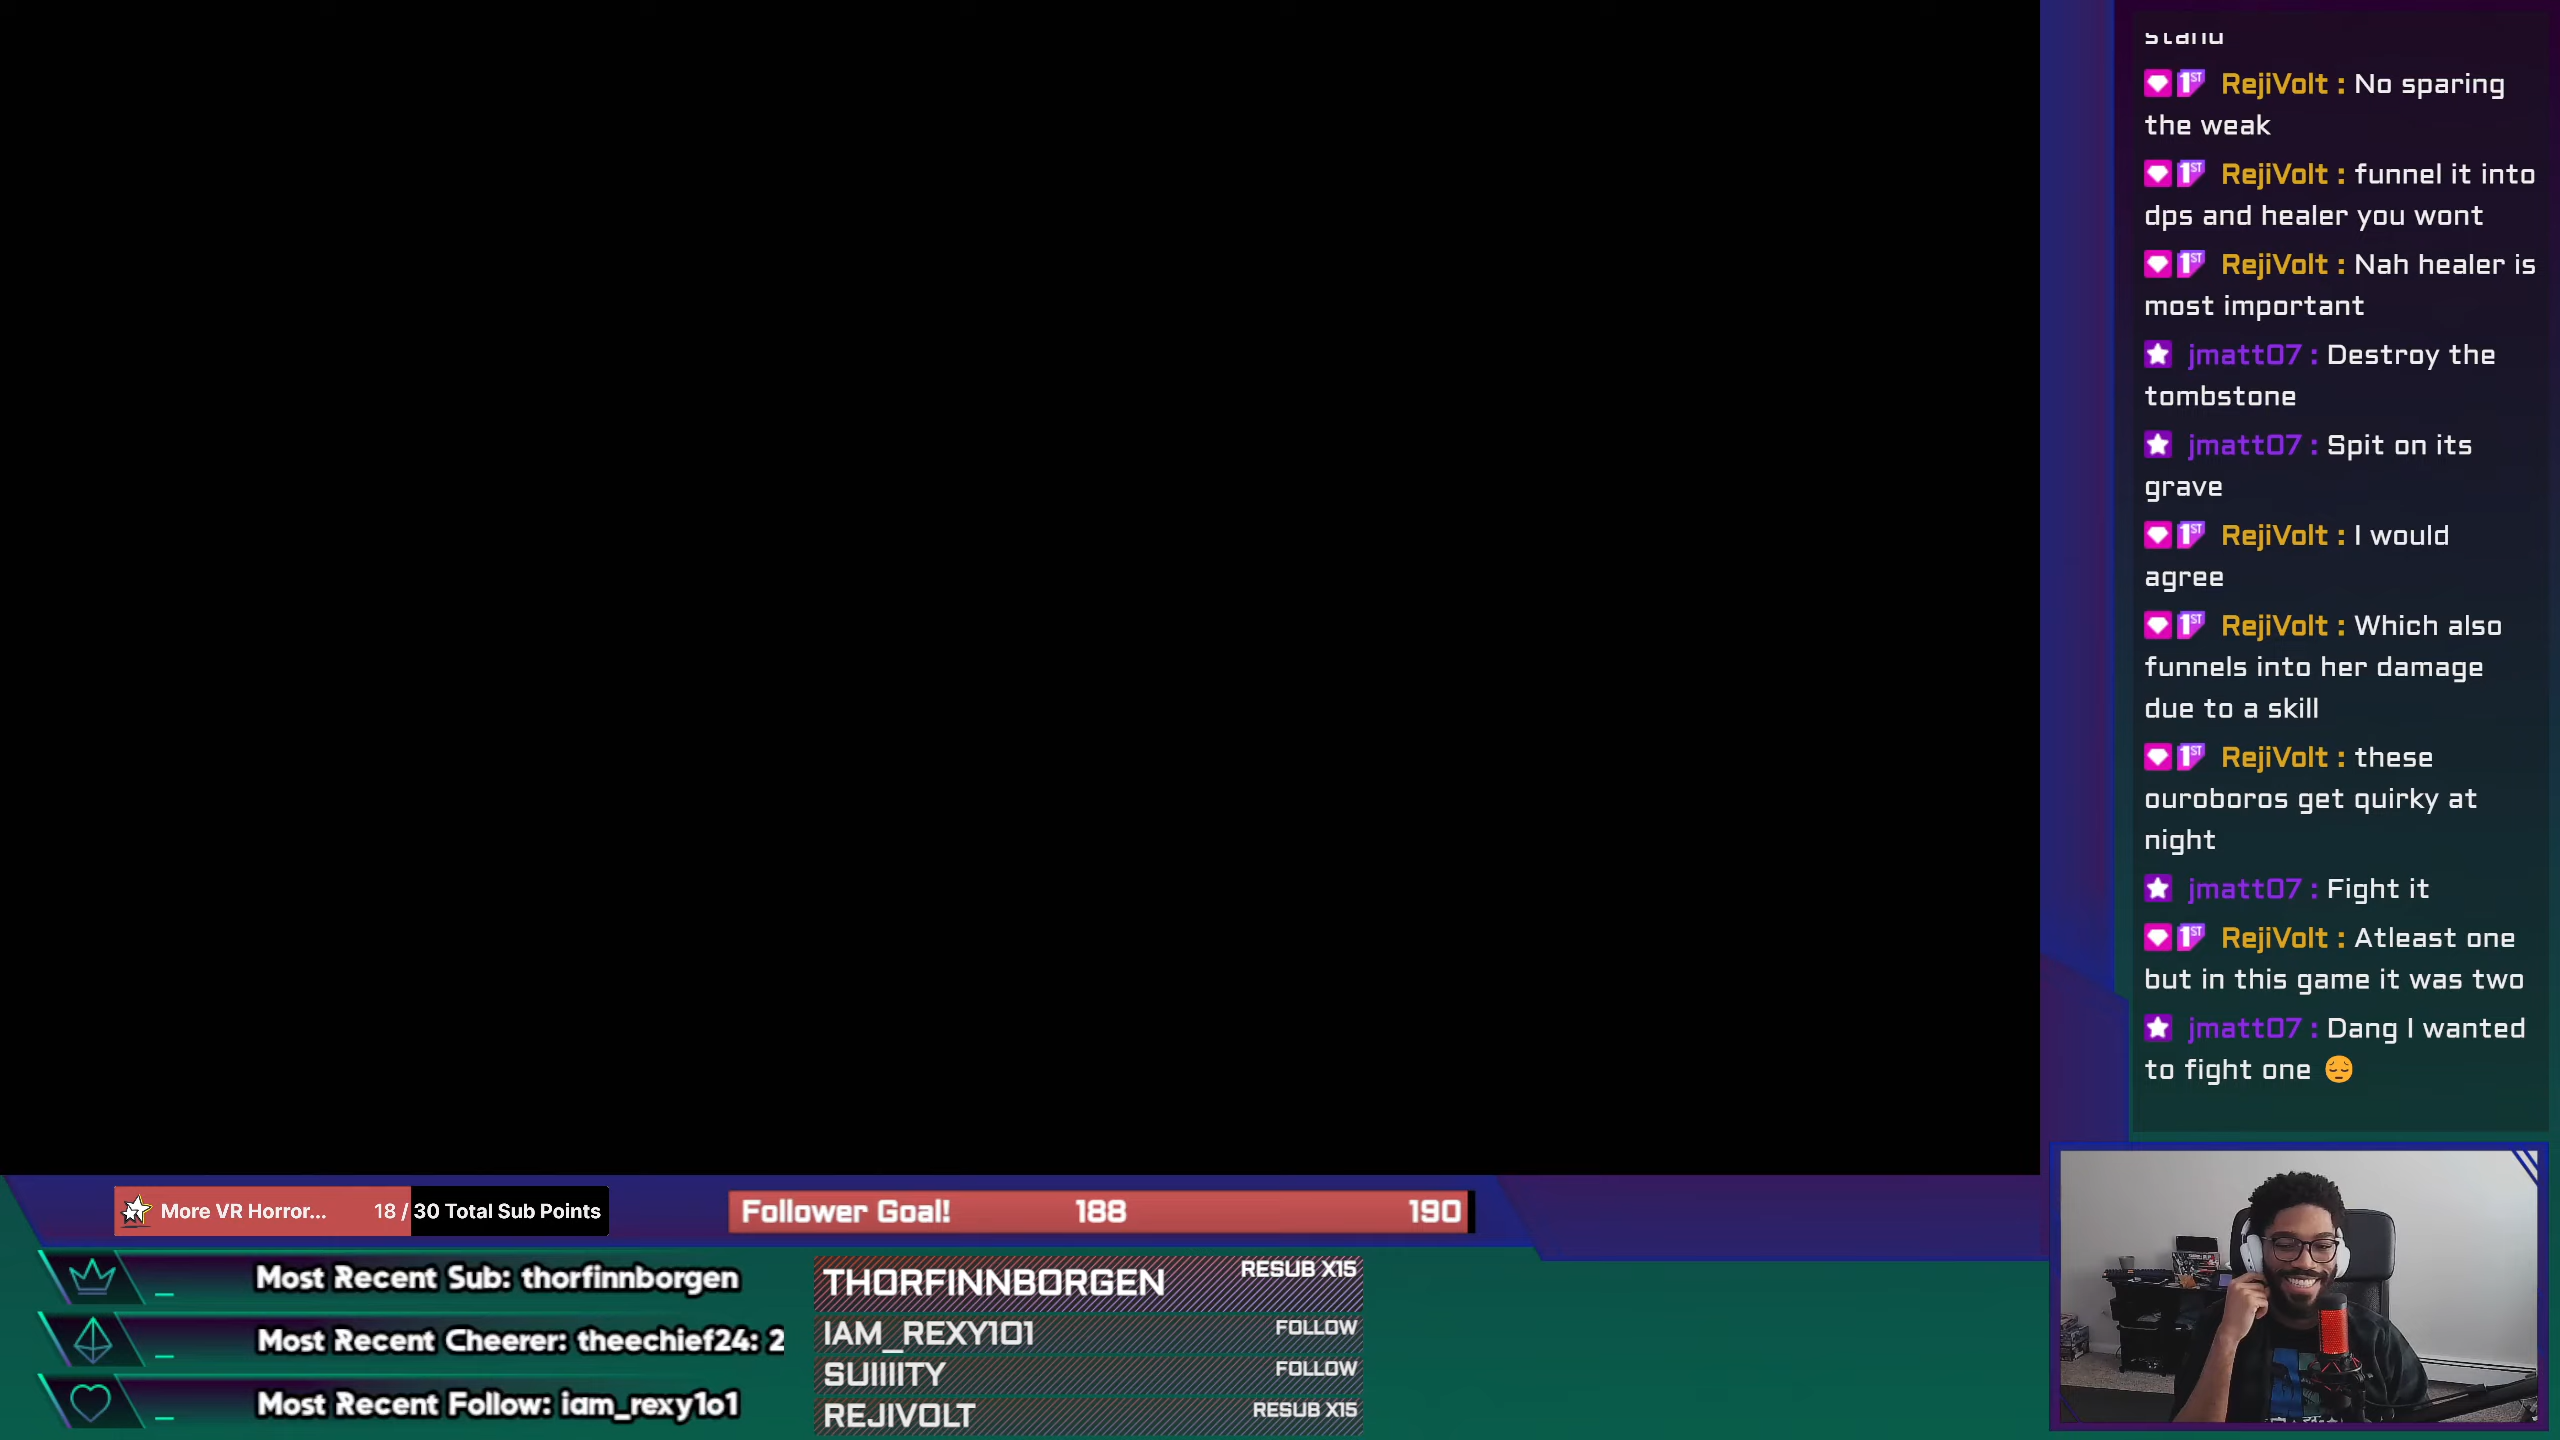 RejiVolt : No sparing
the weak
RejiVolt : funnel it into
dps and healer you wont
RejiVolt : Nah healer is
most important
jmatt07 : Destroy the
tombstone
jmatt07 : Spit on its
grave
RejiVolt : I would
agree
RejiVolt : Which also
funnels into her damage
due to a skill
RejiVolt : these
ouroboros get quirky at
night
jmatt07 : Fight it
RejiVolt : Atleast one
but in this game it was two
jmatt07 : Dang I wanted
to fight one 😔
More VR Horror... 18 / 30 Total Sub Points
Follower Goal! 188 190
Most Recent Sub: thorfinnborgen
Most Recent Cheerer: theechief24: 2
Most Recent Follow: iam_rexy1o1
THORFINNBORGEN RESUB X15
IAM_REXY101 FOLLOW
SUIIIITY FOLLOW
REJIVOLT RESUB X15